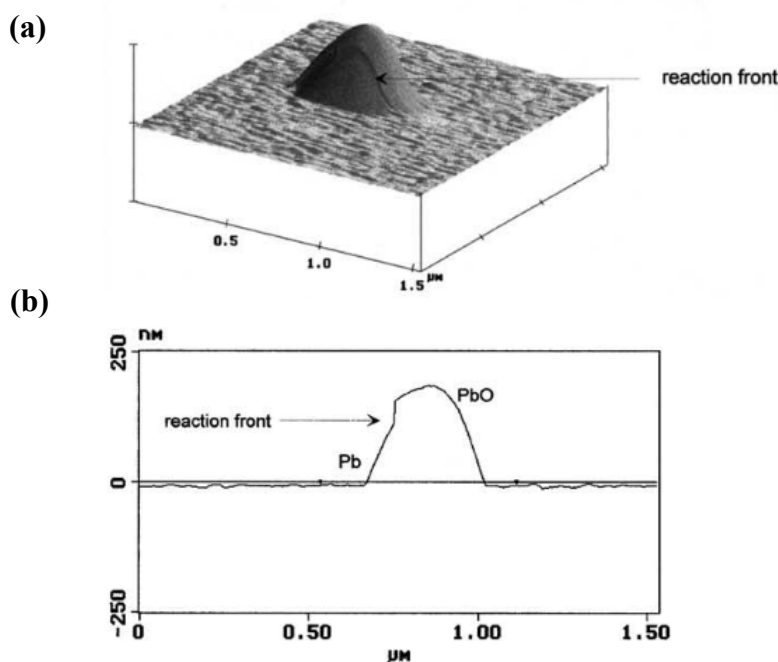 (a)
reaction front
0.5
1.0
1.5
µM
(b)
nM
250
PbO
reaction front
Pb
0
-250
0
0.50
1.00
1.50
µM